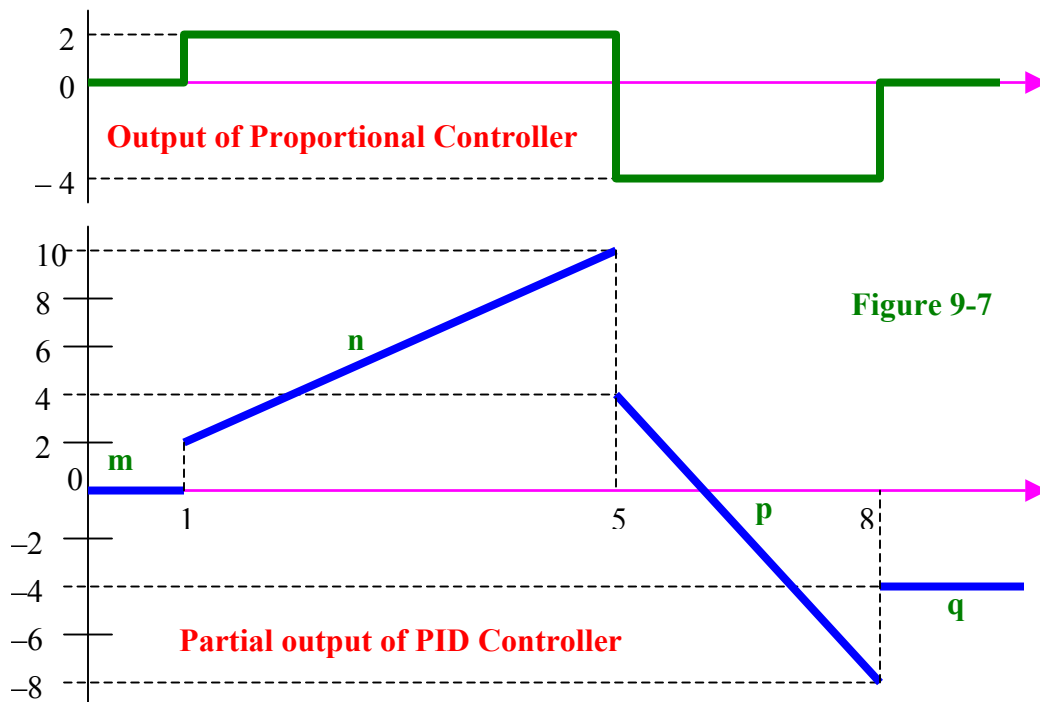 2
0
Output of Proportional Controller
– 4
10
8
Figure 9-7
n
6
4
2
m
0
1
5
p
8
–2
–4
q
Partial output of PID Controller
–6
–8